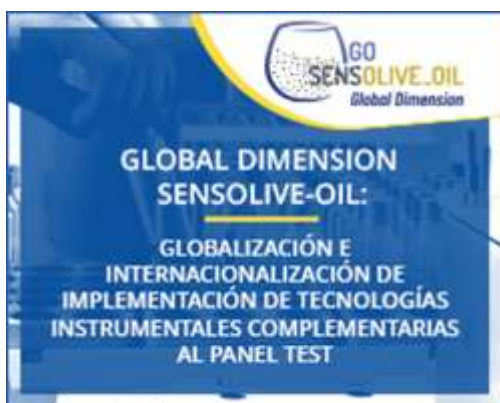 GO
SENSOLIVE_OIL
Global Dimension
GLOBAL DIMENSION
SENSOLIVE-OIL:
GLOBALIZACIÓN E
INTERNACIONALIZACIÓN DE
IMPLEMENTACIÓN DE TECNOLOGÍAS
INSTRUMENTALES COMPLEMENTARIAS
AL PANEL TEST